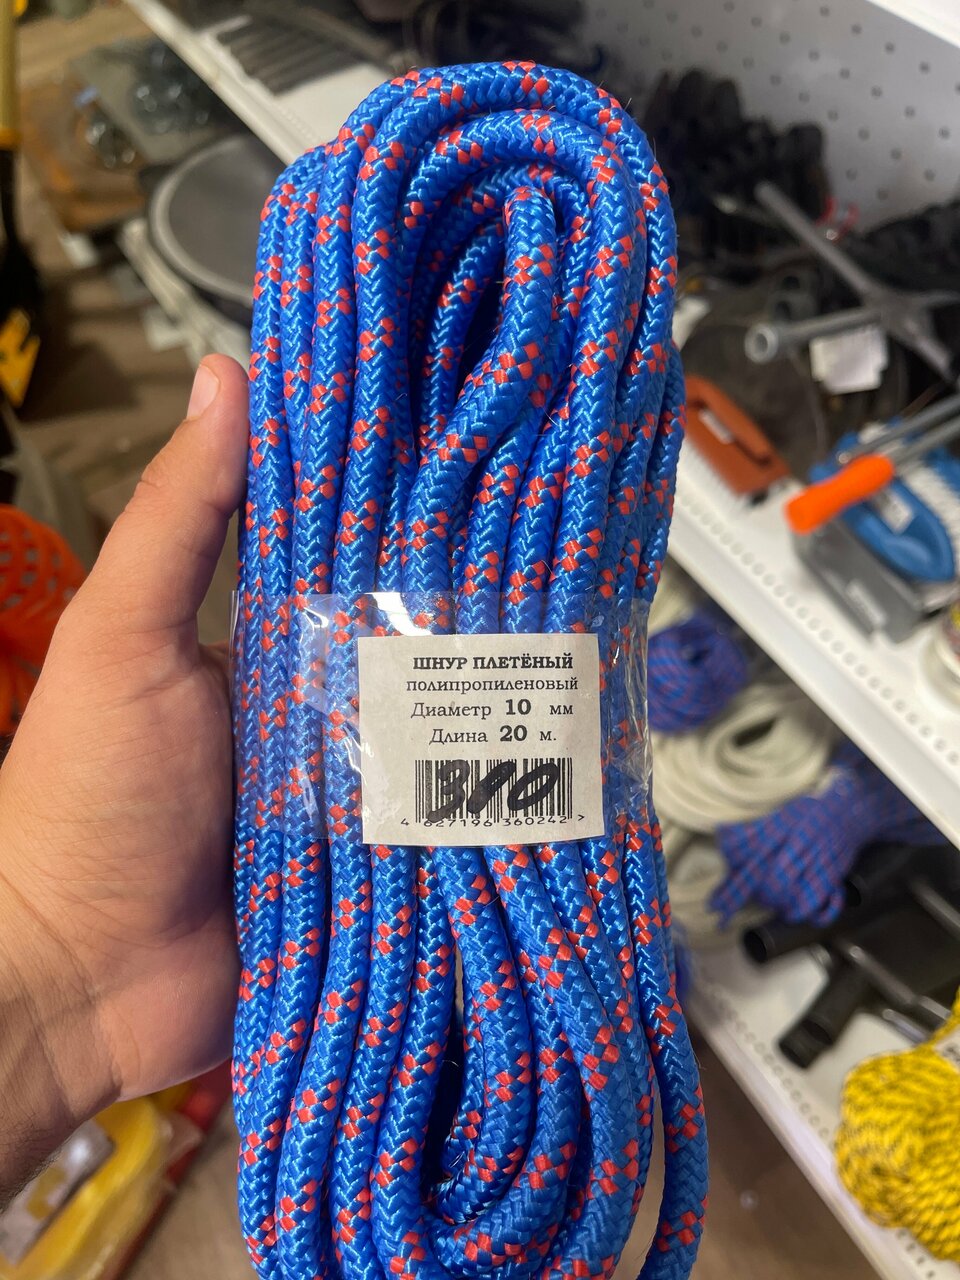 ШНУР ПЛЕТЁНЫЙ
полипропиленовый
Диаметр 10 мм
Длина 20 м.
310
4 627196 360242 >